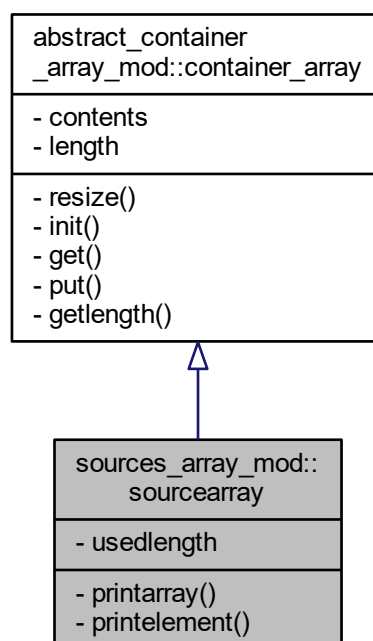 abstract_container
_array_mod::container_array
- contents
- length
- resize()
- init()
- get()
- put()
- getlength()
sources_array_mod::
sourcearray
- usedlength
- printarray()
- printelement()